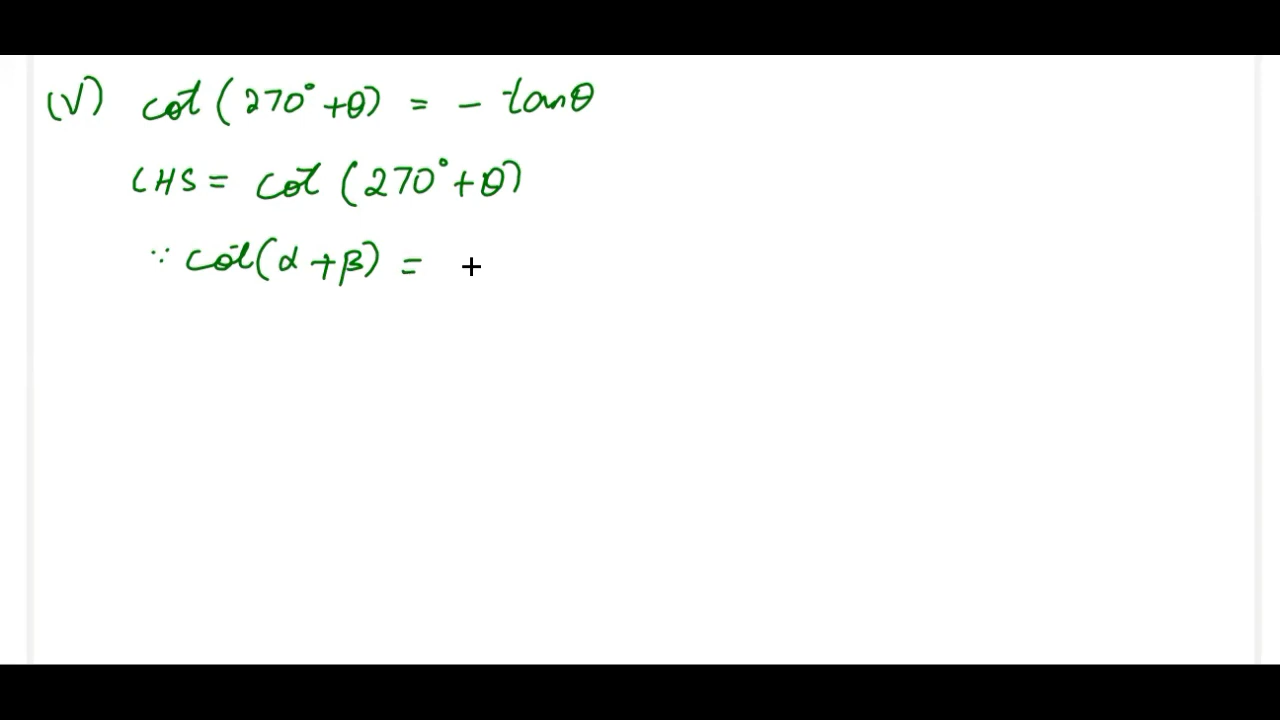 (V) cot (270° + θ) = - tanθ
LHS = cot (270° + θ)
∵ cot(α + β) =